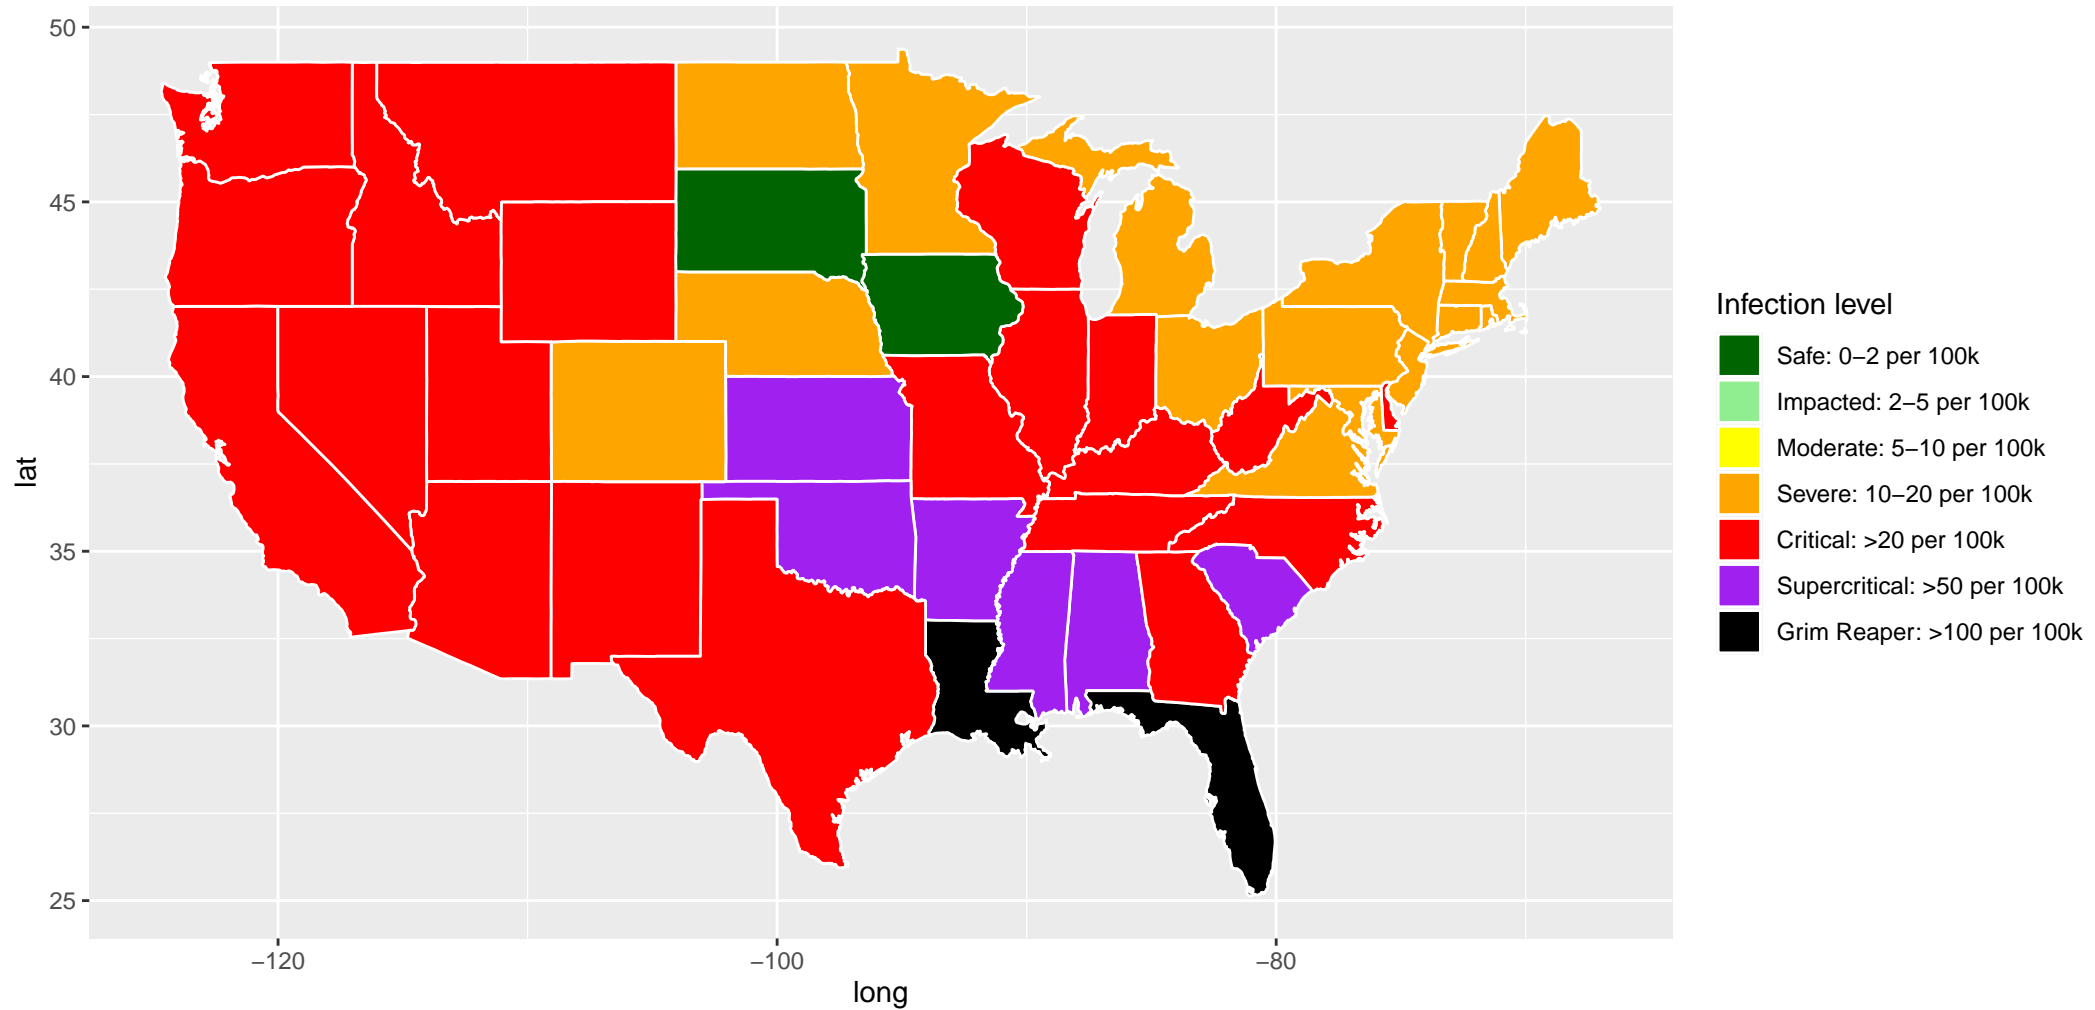 50
45
40
35
30
25
lat
−120
−100
−80
long
Infection level
Safe: 0−2 per 100k
Impacted: 2−5 per 100k
Moderate: 5−10 per 100k
Severe: 10−20 per 100k
Critical: >20 per 100k
Supercritical: >50 per 100k
Grim Reaper: >100 per 100k